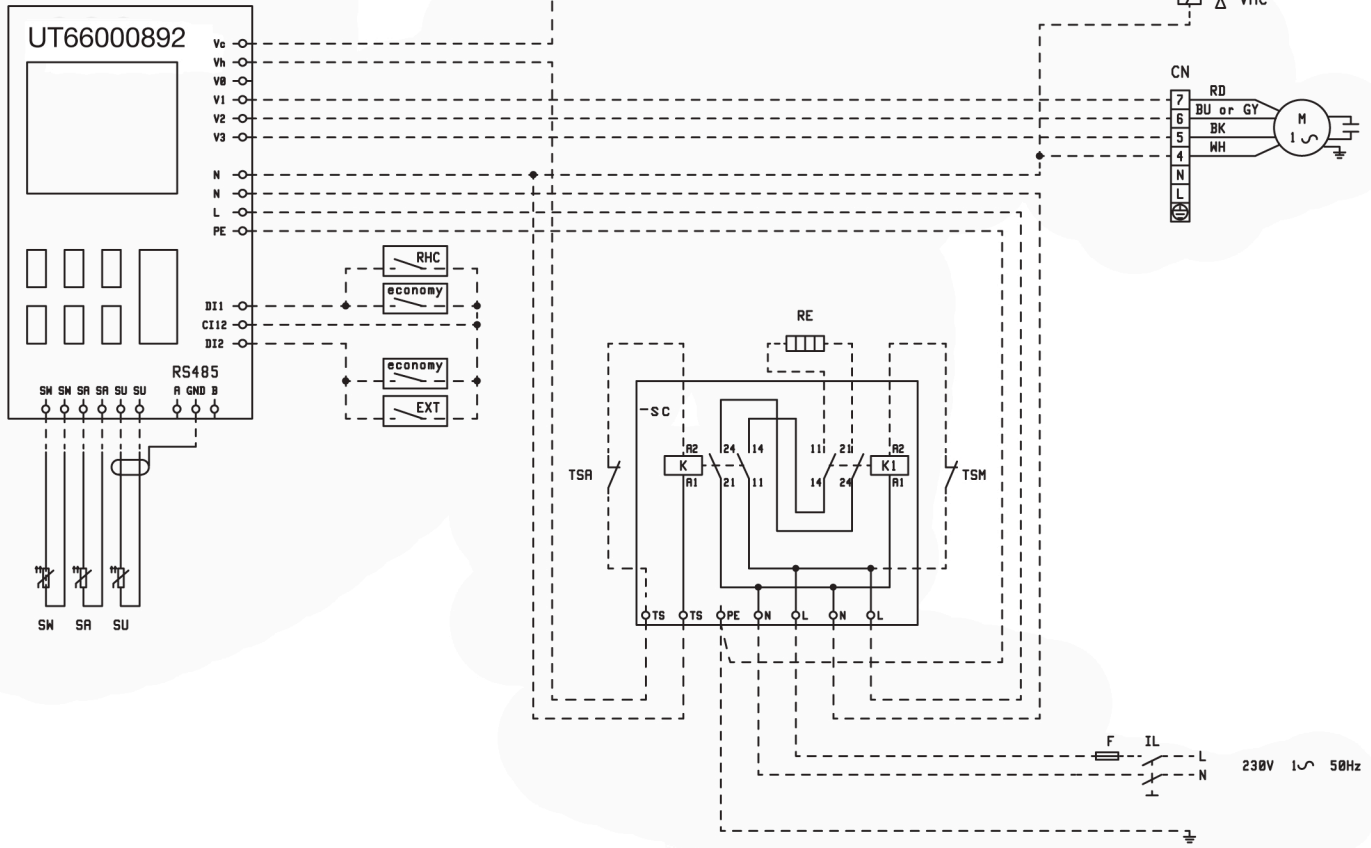 VHC
UT66000892
Vc
Vh
V0
V1
V2
V3
N
N
L
PE
CN
7 RD
6 BU or GY
5 BK
4 WH
N
L
M
1
RHC
economy
DI1
CI12
DI2
economy
EXT
RS485
SW SW SA SA SU SU A GND B
RE
-SC
TSA
K
A2
A1
24 14
21 11
11 21
14 24
K1
A2
A1
TSM
SW SA SU
TS TS PE N L N L
F IL
L
N
230V 1 50Hz